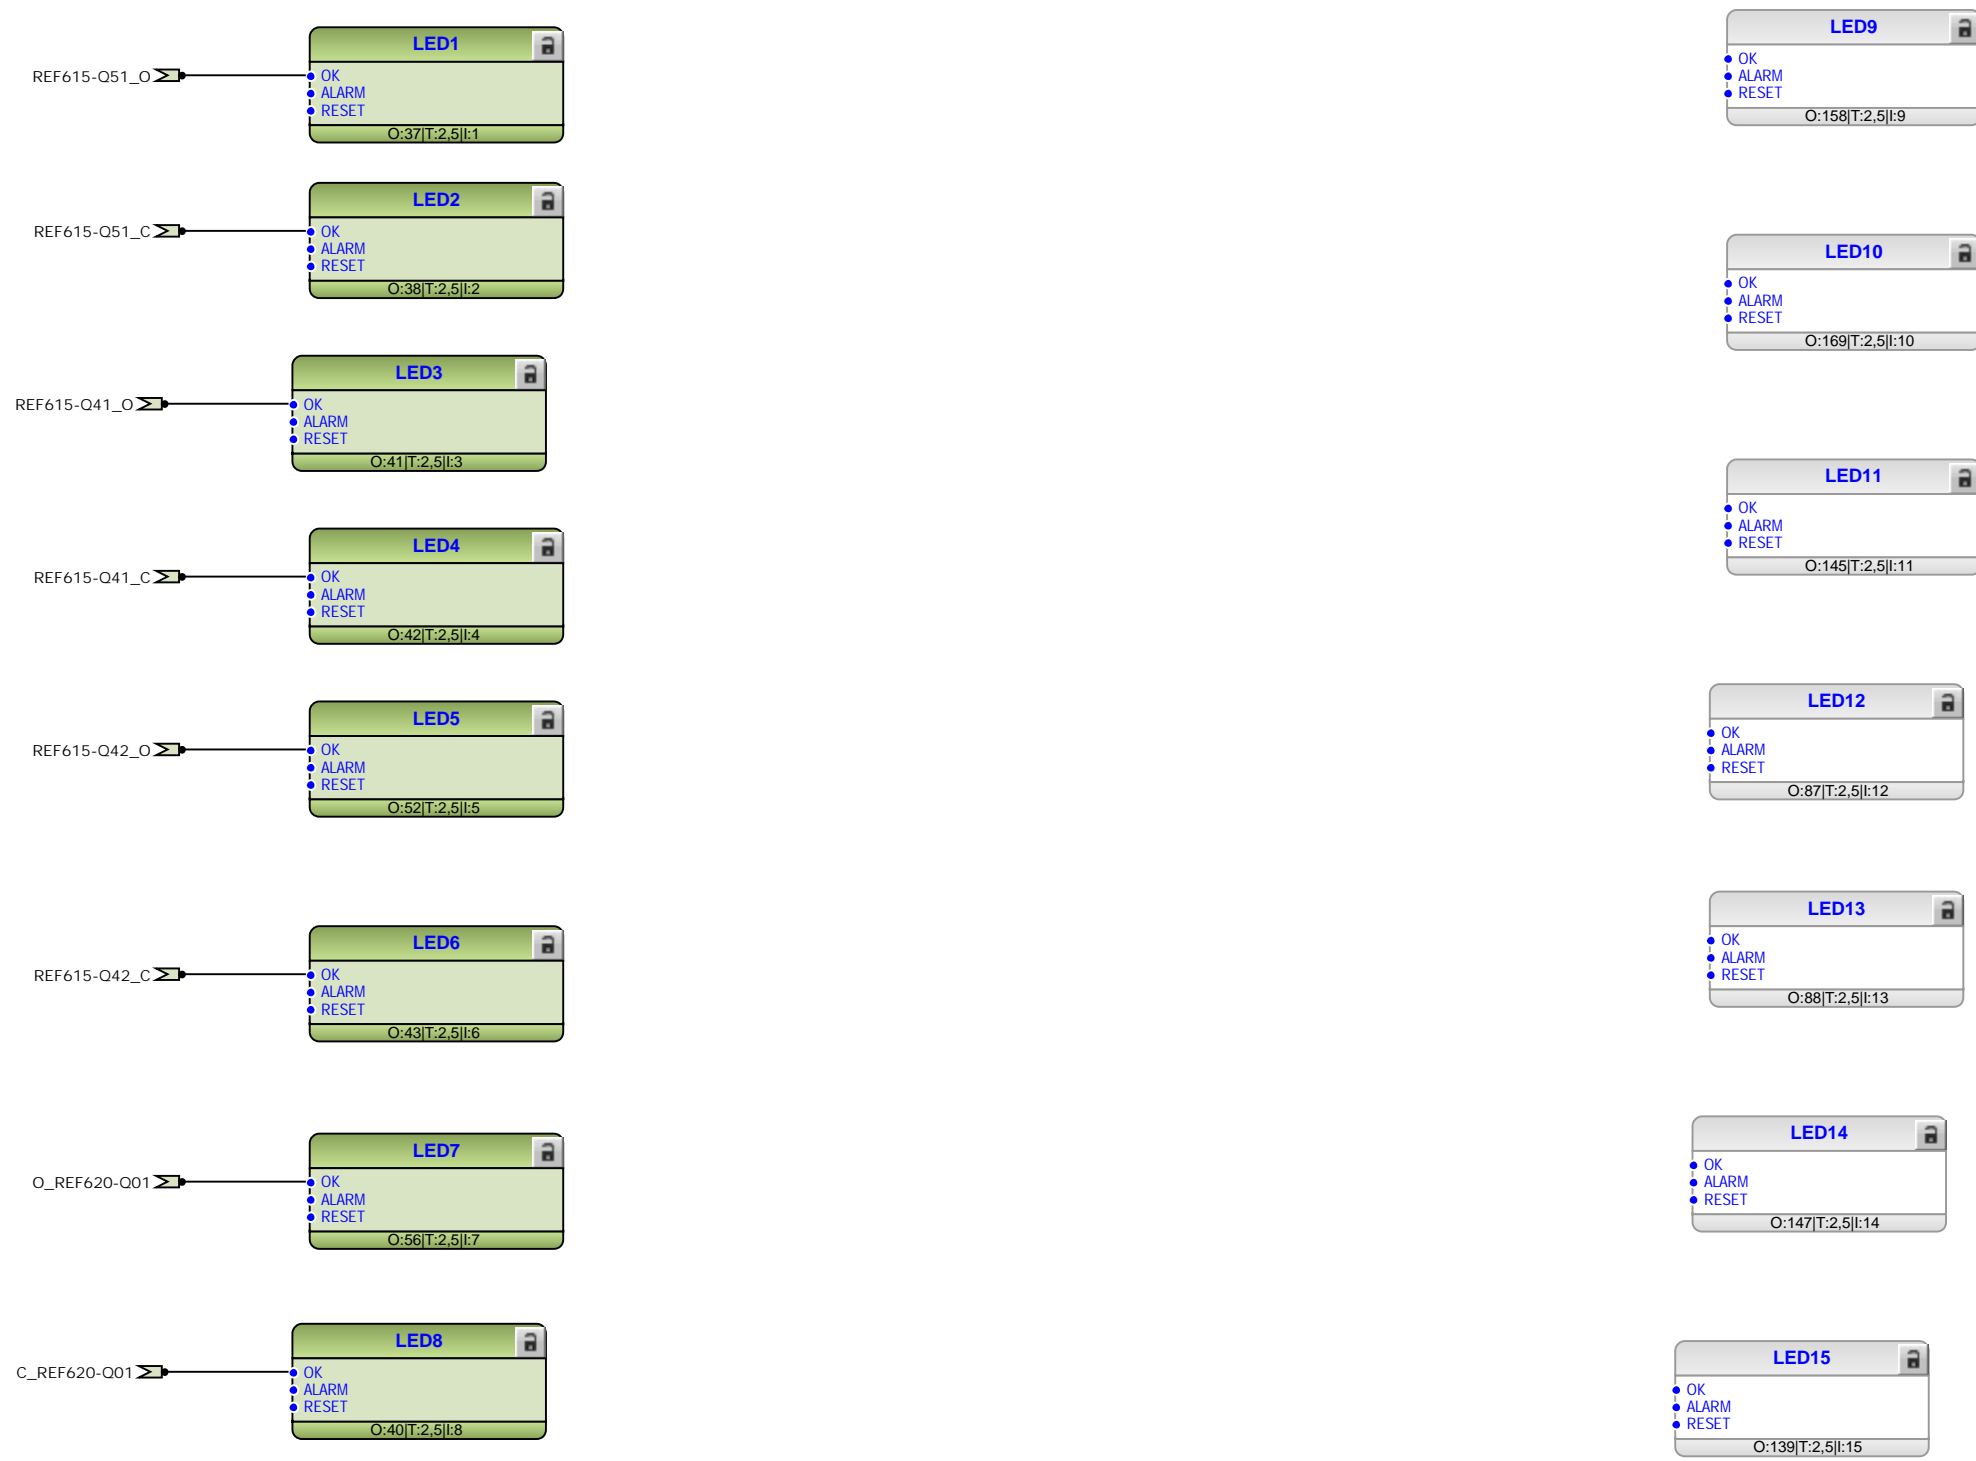 LED1
REF615-Q51_O
OK
ALARM
RESET
O:37|T:2,5|I:1
LED2
REF615-Q51_C
OK
ALARM
RESET
O:38|T:2,5|I:2
LED3
REF615-Q41_O
OK
ALARM
RESET
O:41|T:2,5|I:3
LED4
REF615-Q41_C
OK
ALARM
RESET
O:42|T:2,5|I:4
LED5
REF615-Q42_O
OK
ALARM
RESET
O:52|T:2,5|I:5
LED6
REF615-Q42_C
OK
ALARM
RESET
O:43|T:2,5|I:6
LED7
O_REF620-Q01
OK
ALARM
RESET
O:56|T:2,5|I:7
LED8
C_REF620-Q01
OK
ALARM
RESET
O:40|T:2,5|I:8
LED9
OK
ALARM
RESET
O:158|T:2,5|I:9
LED10
OK
ALARM
RESET
O:169|T:2,5|I:10
LED11
OK
ALARM
RESET
O:145|T:2,5|I:11
LED12
OK
ALARM
RESET
O:87|T:2,5|I:12
LED13
OK
ALARM
RESET
O:88|T:2,5|I:13
LED14
OK
ALARM
RESET
O:147|T:2,5|I:14
LED15
OK
ALARM
RESET
O:139|T:2,5|I:15